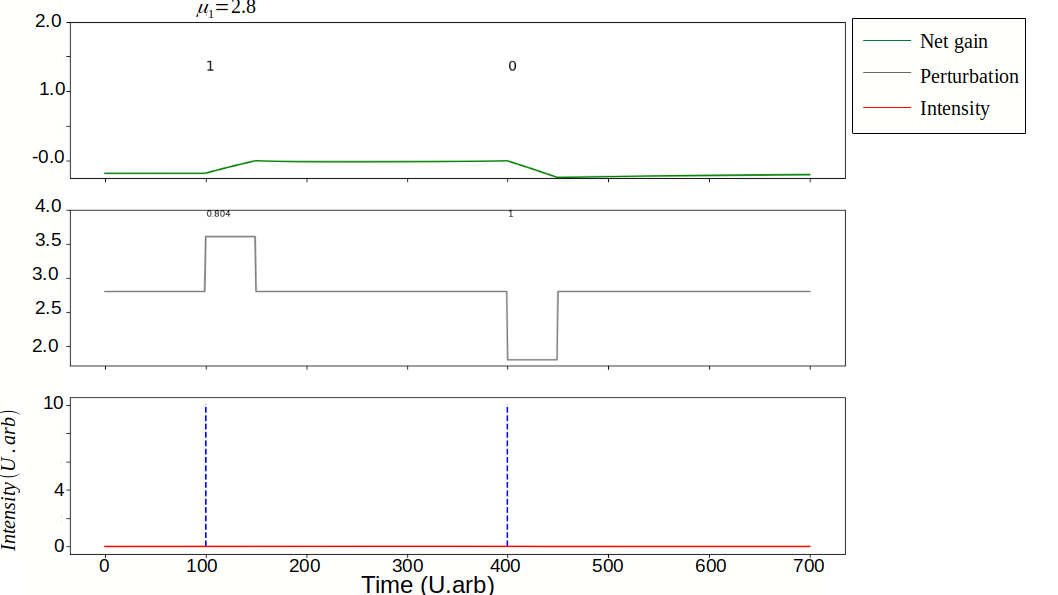 μ1=2.8
2.0
1 0
1.0
-0.0
Net gain
Perturbation
Intensity
4.0
0.804 1
3.5
3.0
2.5
2.0
10
4
0
Intensity(U.arb)
0 100 200 300 400 500 600 700
Time (U.arb)